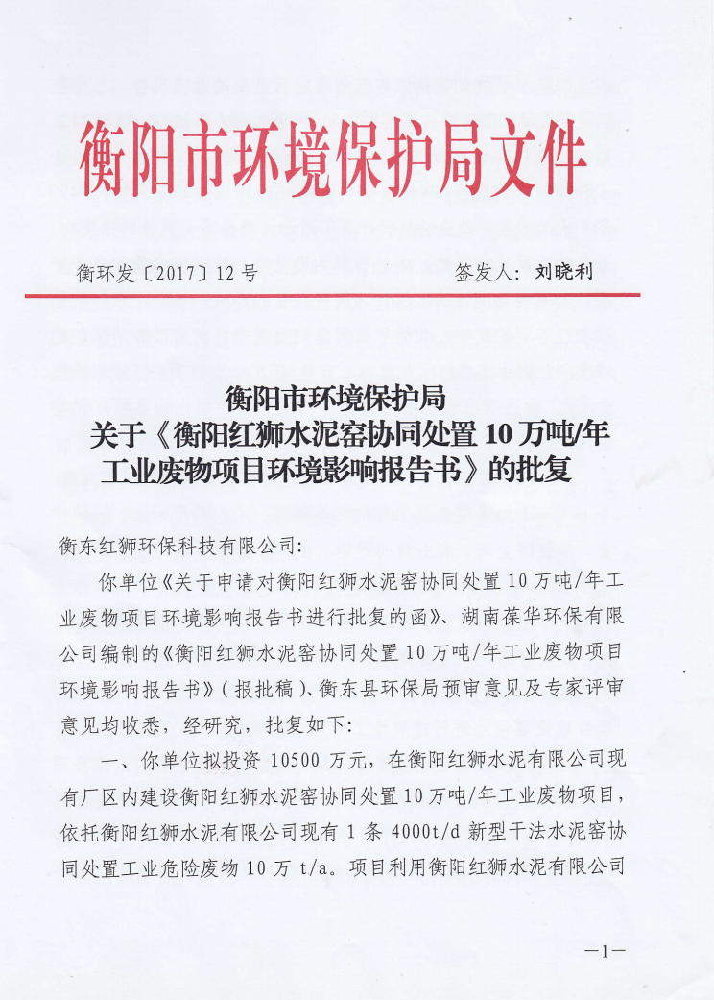 衡阳市环境保护局文件
衡环发〔2017〕12号 签发人：刘晓利
衡阳市环境保护局
关于《衡阳红狮水泥窑协同处置 10 万吨/年
工业废物项目环境影响报告书》的批复
衡东红狮环保科技有限公司：
你单位《关于申请对衡阳红狮水泥窑协同处置 10 万吨/年工
业废物项目环境影响报告书进行批复的函》、湖南葆华环保有限
公司编制的《衡阳红狮水泥窑协同处置 10 万吨/年工业废物项目
环境影响报告书》（报批稿）、衡东县环保局预审意见及专家评审
意见均收悉，经研究，批复如下：
一、你单位拟投资 10500 万元，在衡阳红狮水泥有限公司现
有厂区内建设衡阳红狮水泥窑协同处置10万吨/年工业废物项目，
依托衡阳红狮水泥有限公司现有 1 条 4000t/d 新型干法水泥窑协
同处置工业危险废物 10 万 t/a。项目利用衡阳红狮水泥有限公司
—1—